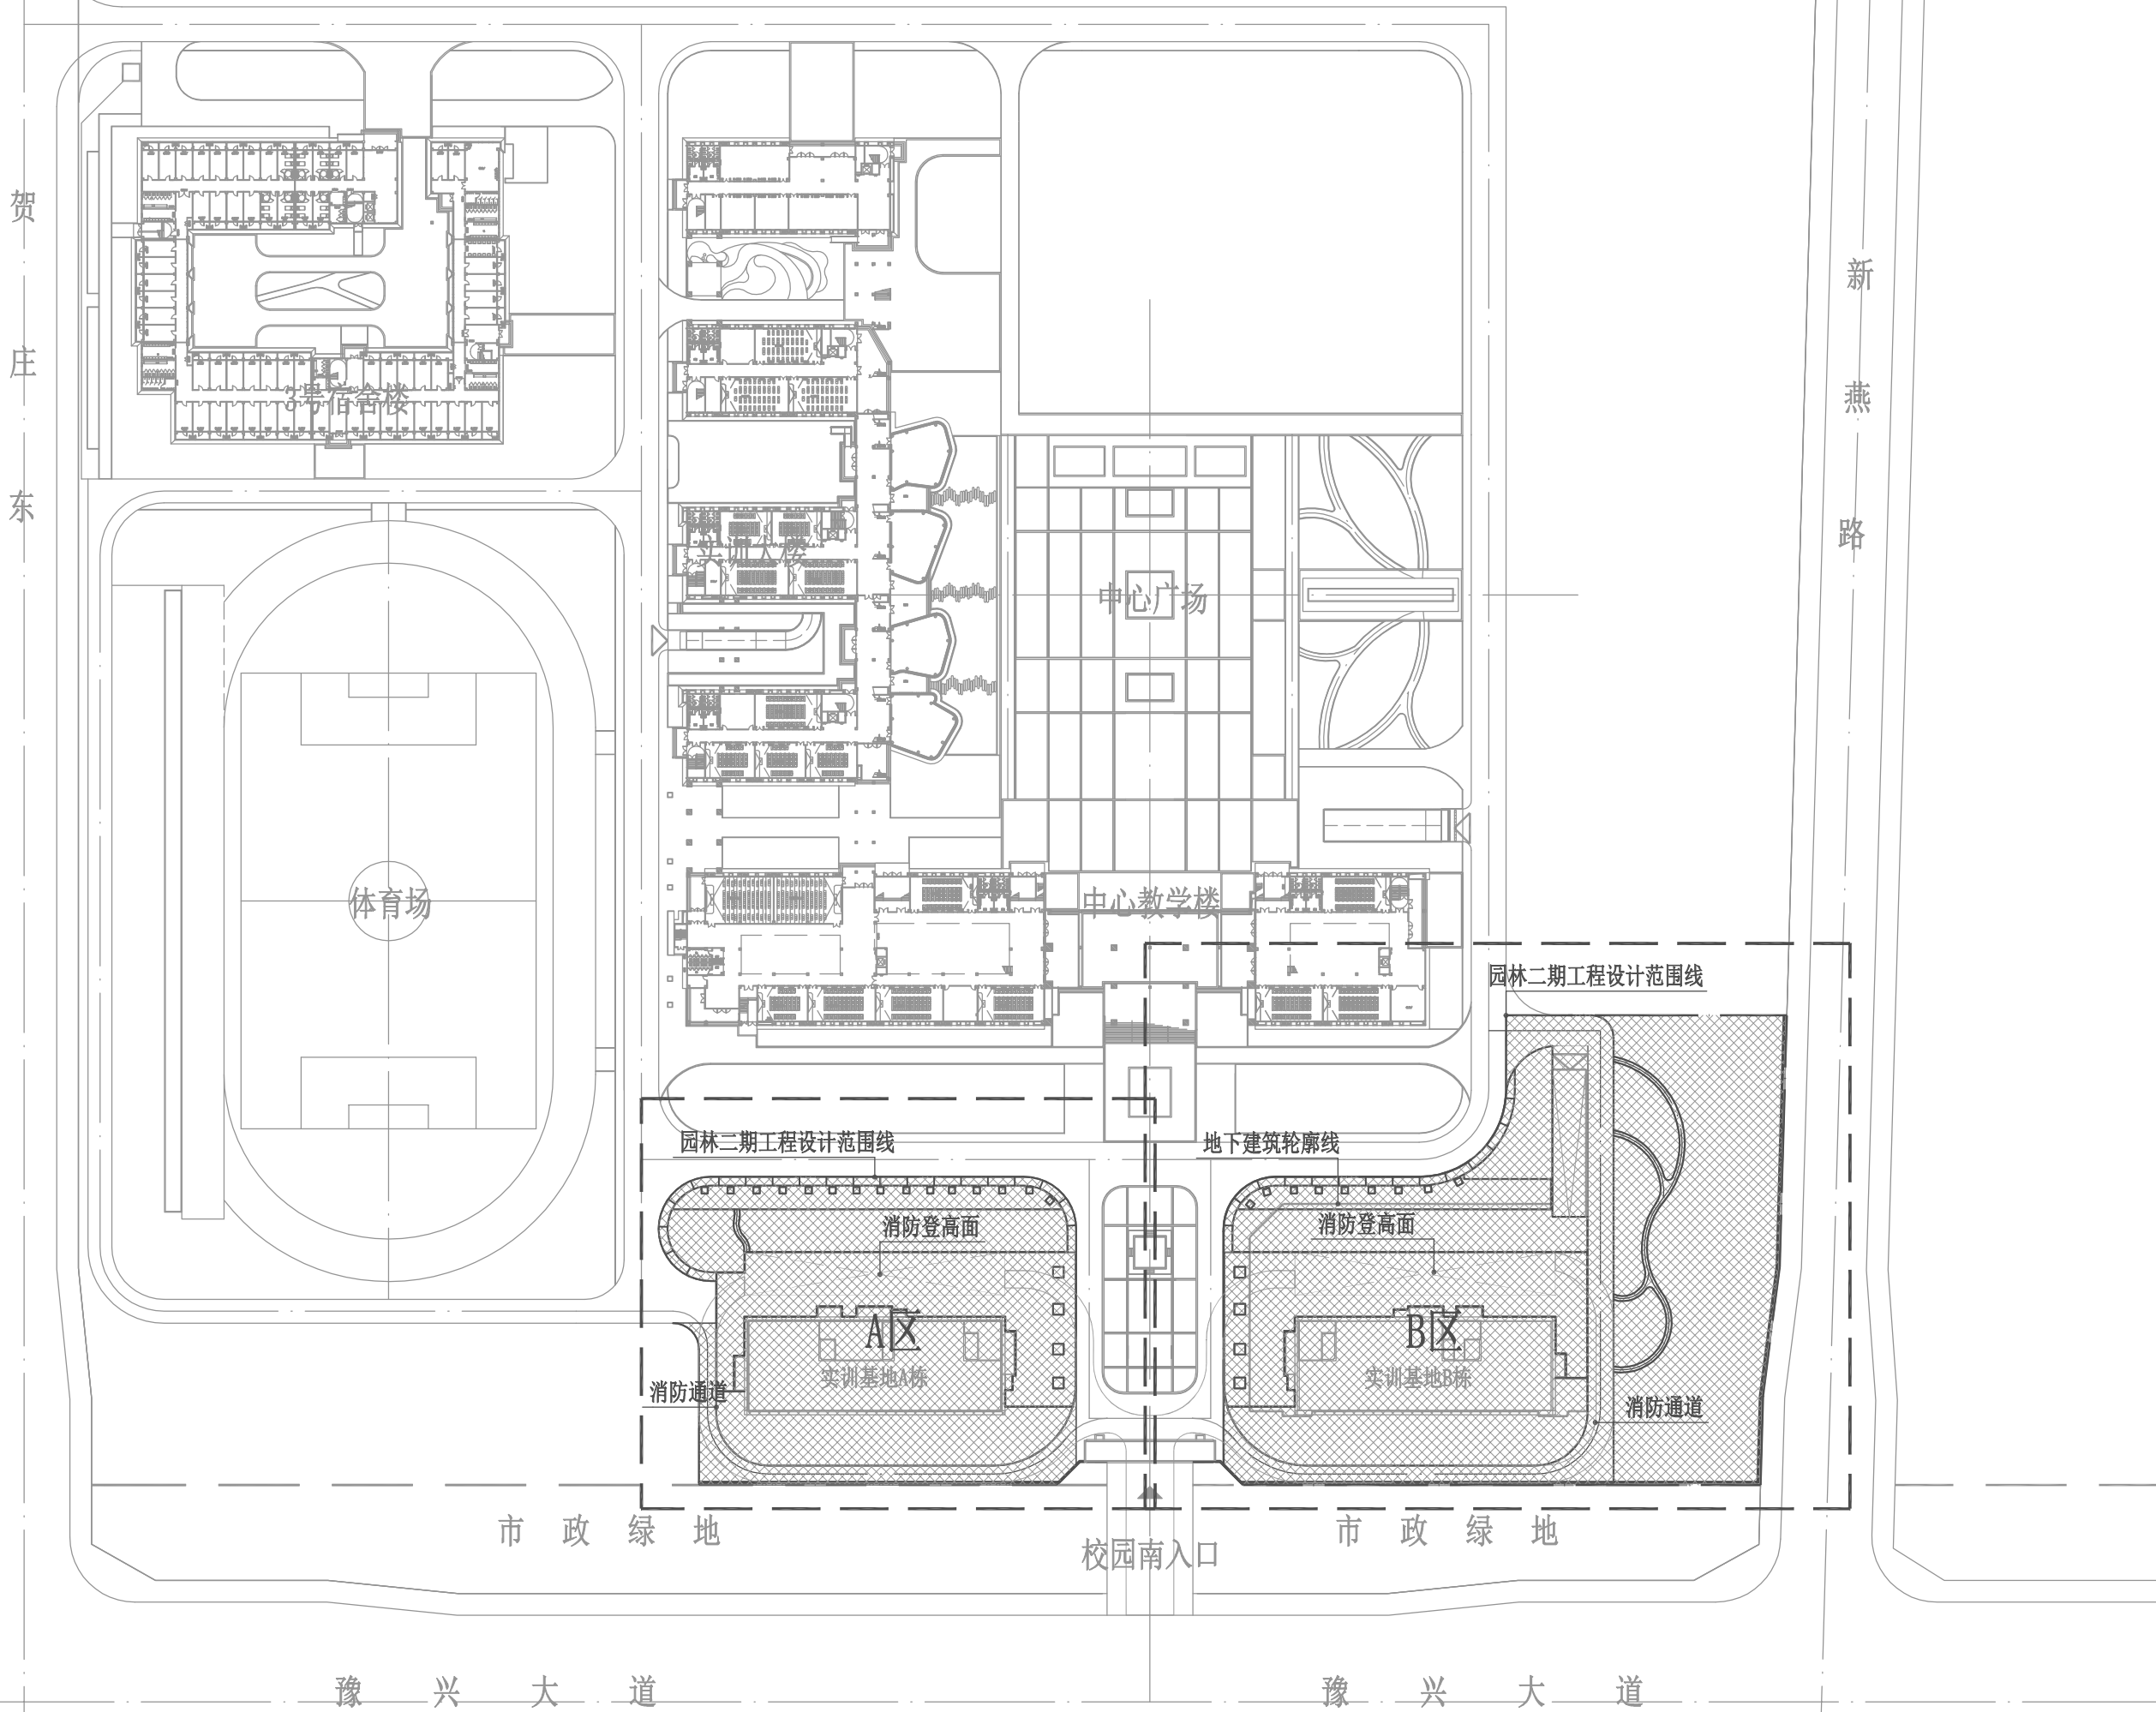 贺庄东
新燕路
3号宿舍楼
实训大楼
中心广场
体育场
中心教学楼
园林二期工程设计范围线
园林二期工程设计范围线
地下建筑轮廓线
消防登高面
消防登高面
A区
B区
实训基地A栋
实训基地B栋
消防通道
消防通道
市政绿地
市政绿地
校园南入口
豫兴大道
豫兴大道